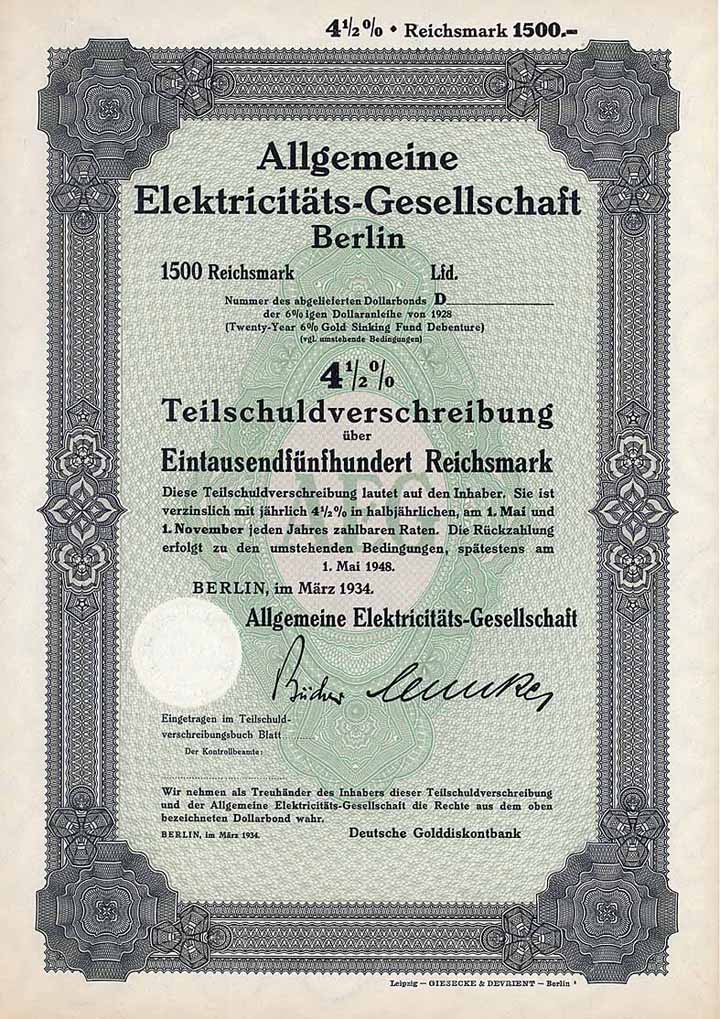 4½% • Reichsmark 1500.–
Allgemeine
Elektricitäts-Gesellschaft
Berlin
1500 Reichsmark Lfd.
Nummer des abgelieferten Dollarbonds D
der 6%igen Dollaranleihe von 1928
(Twenty-Year 6% Gold Sinking Fund Debenture)
(vgl. umstehende Bedingungen)
4½%
Teilschuldverschreibung
über
Eintausendfünfhundert Reichsmark
AEG
Diese Teilschuldverschreibung lautet auf den Inhaber. Sie ist
verzinslich mit jährlich 4½% in halbjährlichen, am 1. Mai und
1. November jeden Jahres zahlbaren Raten. Die Rückzahlung
erfolgt zu den umstehenden Bedingungen, spätestens am
1. Mai 1948.
BERLIN, im März 1934.
Allgemeine Elektricitäts-Gesellschaft
Bücher
Eingetragen im Teilschuld-
verschreibungsbuch Blatt
Der Kontrollbeamte:
Wir nehmen als Treuhänder des Inhabers dieser Teilschuldverschreibung
und der Allgemeine Elektricitäts-Gesellschaft die Rechte aus dem oben
bezeichneten Dollarbond wahr.
BERLIN, im März 1934. Deutsche Golddiskontbank
Leipzig — GIESECKE & DEVRIENT — Berlin